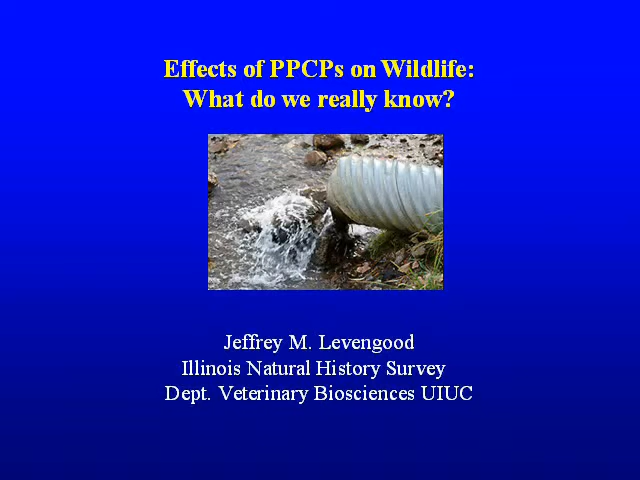 Effects of PPCPs on Wildlife:
What do we really know?
Jeffrey M. Levengood
Illinois Natural History Survey
Dept. Veterinary Biosciences UIUC